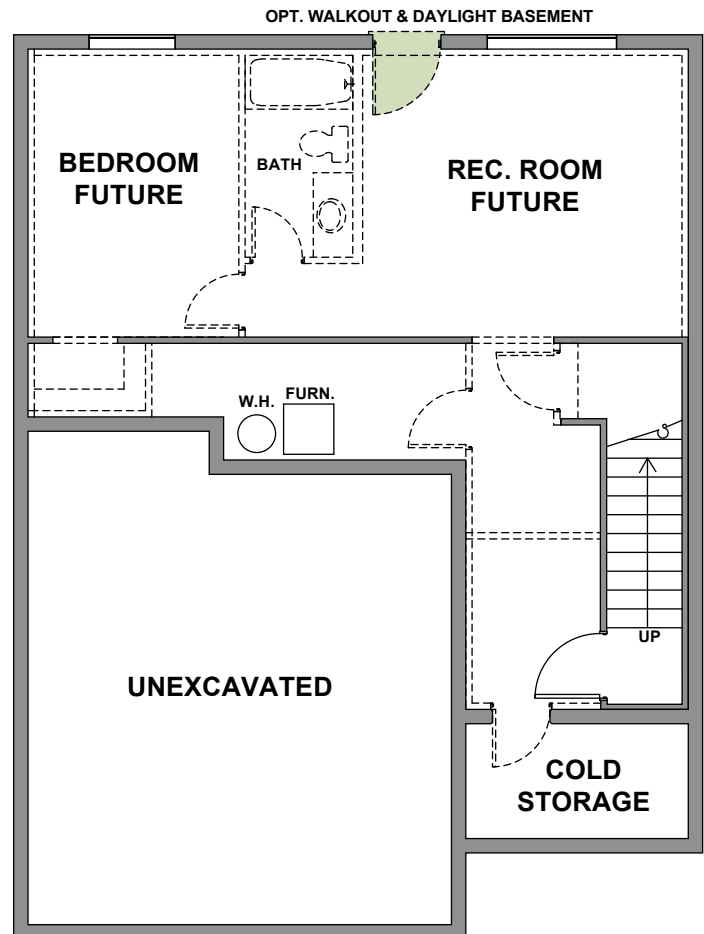 OPT. WALKOUT & DAYLIGHT BASEMENT
BEDROOM
FUTURE
BATH
REC. ROOM
FUTURE
W.H.
FURN.
UP
UNEXCAVATED
COLD
STORAGE